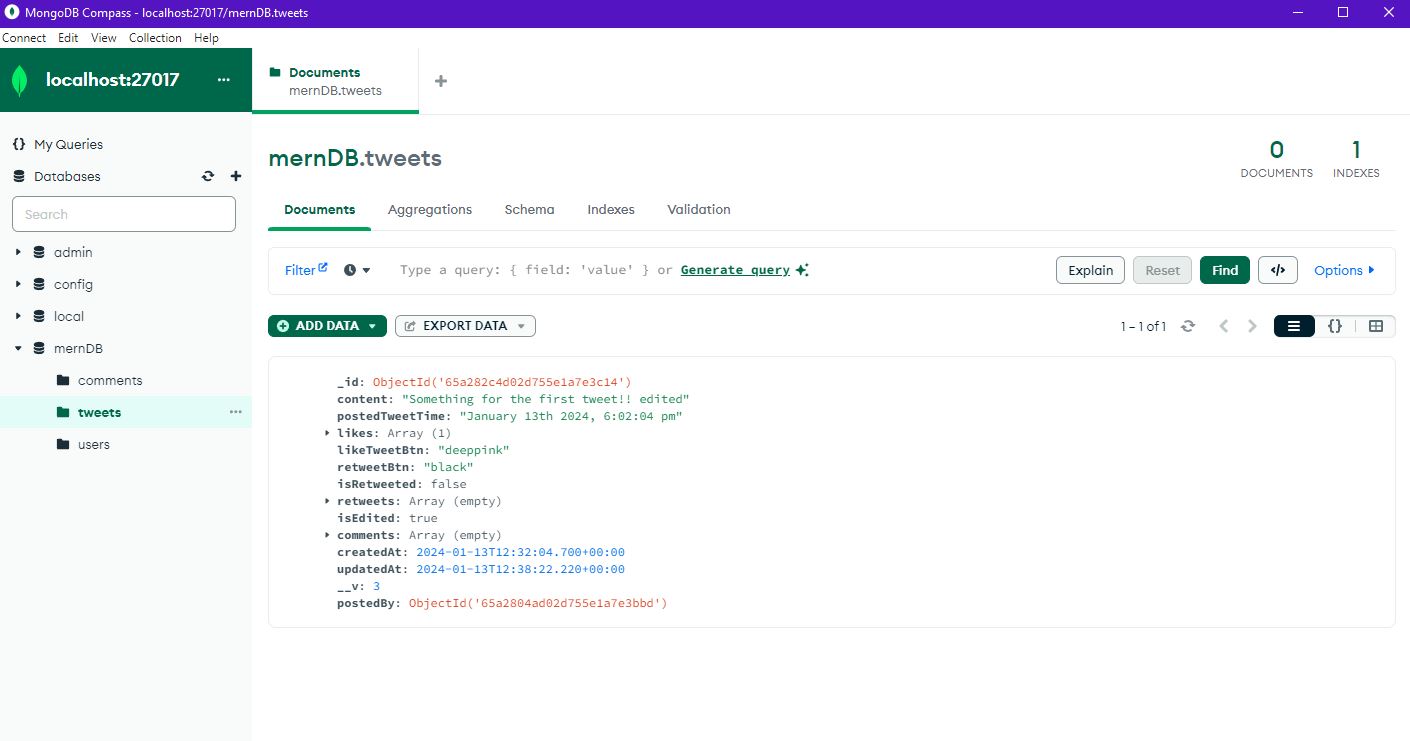 MongoDB Compass - localhost:27017/mernDB.tweets
Connect Edit View Collection Help
localhost:27017
Documents
mernDB.tweets
My Queries
Databases
Search
admin
config
local
mernDB
comments
tweets
users
mernDB.tweets
0
DOCUMENTS
1
INDEXES
Documents Aggregations Schema Indexes Validation
Filter Type a query: { field: 'value' } or Generate query Explain Reset Find </> Options
ADD DATA EXPORT DATA 1 – 1 of 1 {}
_id: ObjectId('65a282c4d02d755e1a7e3c14')
content: "Something for the first tweet!! edited"
postedTweetTime: "January 13th 2024, 6:02:04 pm"
likes: Array (1)
likeTweetBtn: "deeppink"
retweetBtn: "black"
isRetweeted: false
retweets: Array (empty)
isEdited: true
comments: Array (empty)
createdAt: 2024-01-13T12:32:04.700+00:00
updatedAt: 2024-01-13T12:38:22.220+00:00
__v: 3
postedBy: ObjectId('65a2804ad02d755e1a7e3bbd')